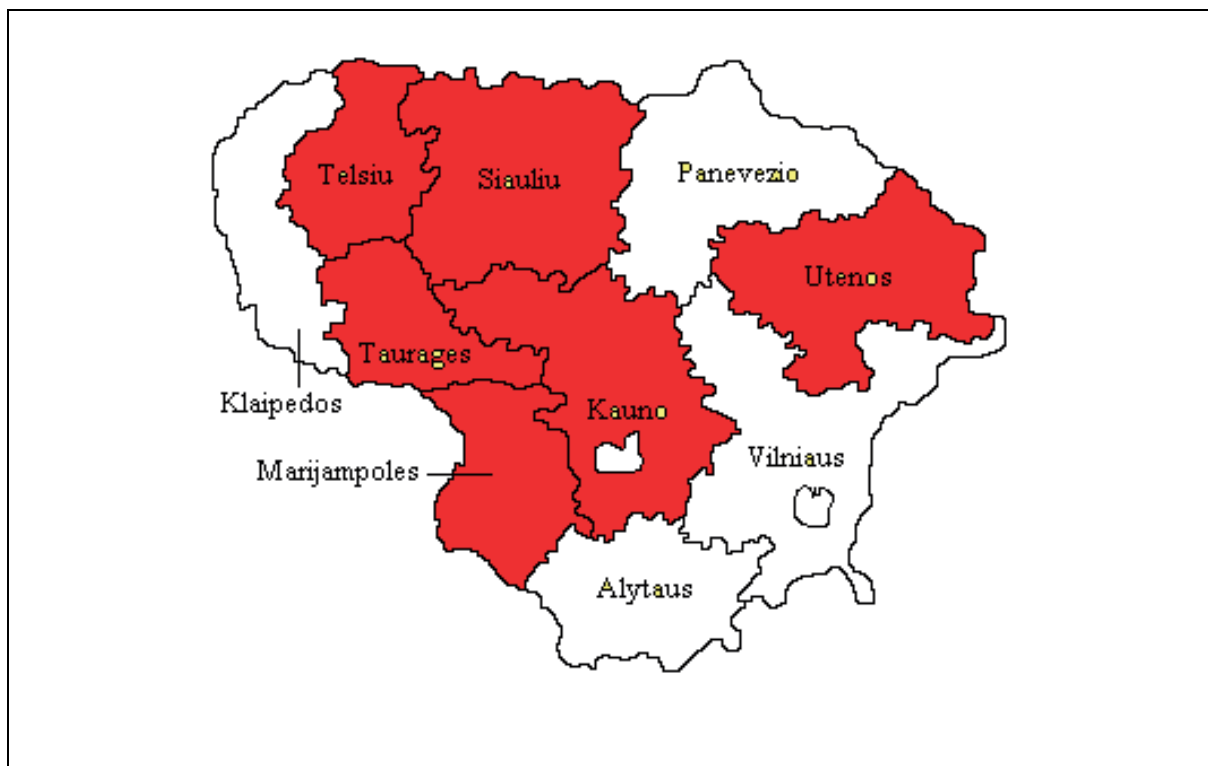 Telsiu
Siauliu
Panevezio
Utenos
Taurages
Klaipedos
Kauno
Marijampoles
Vilniaus
Alytaus